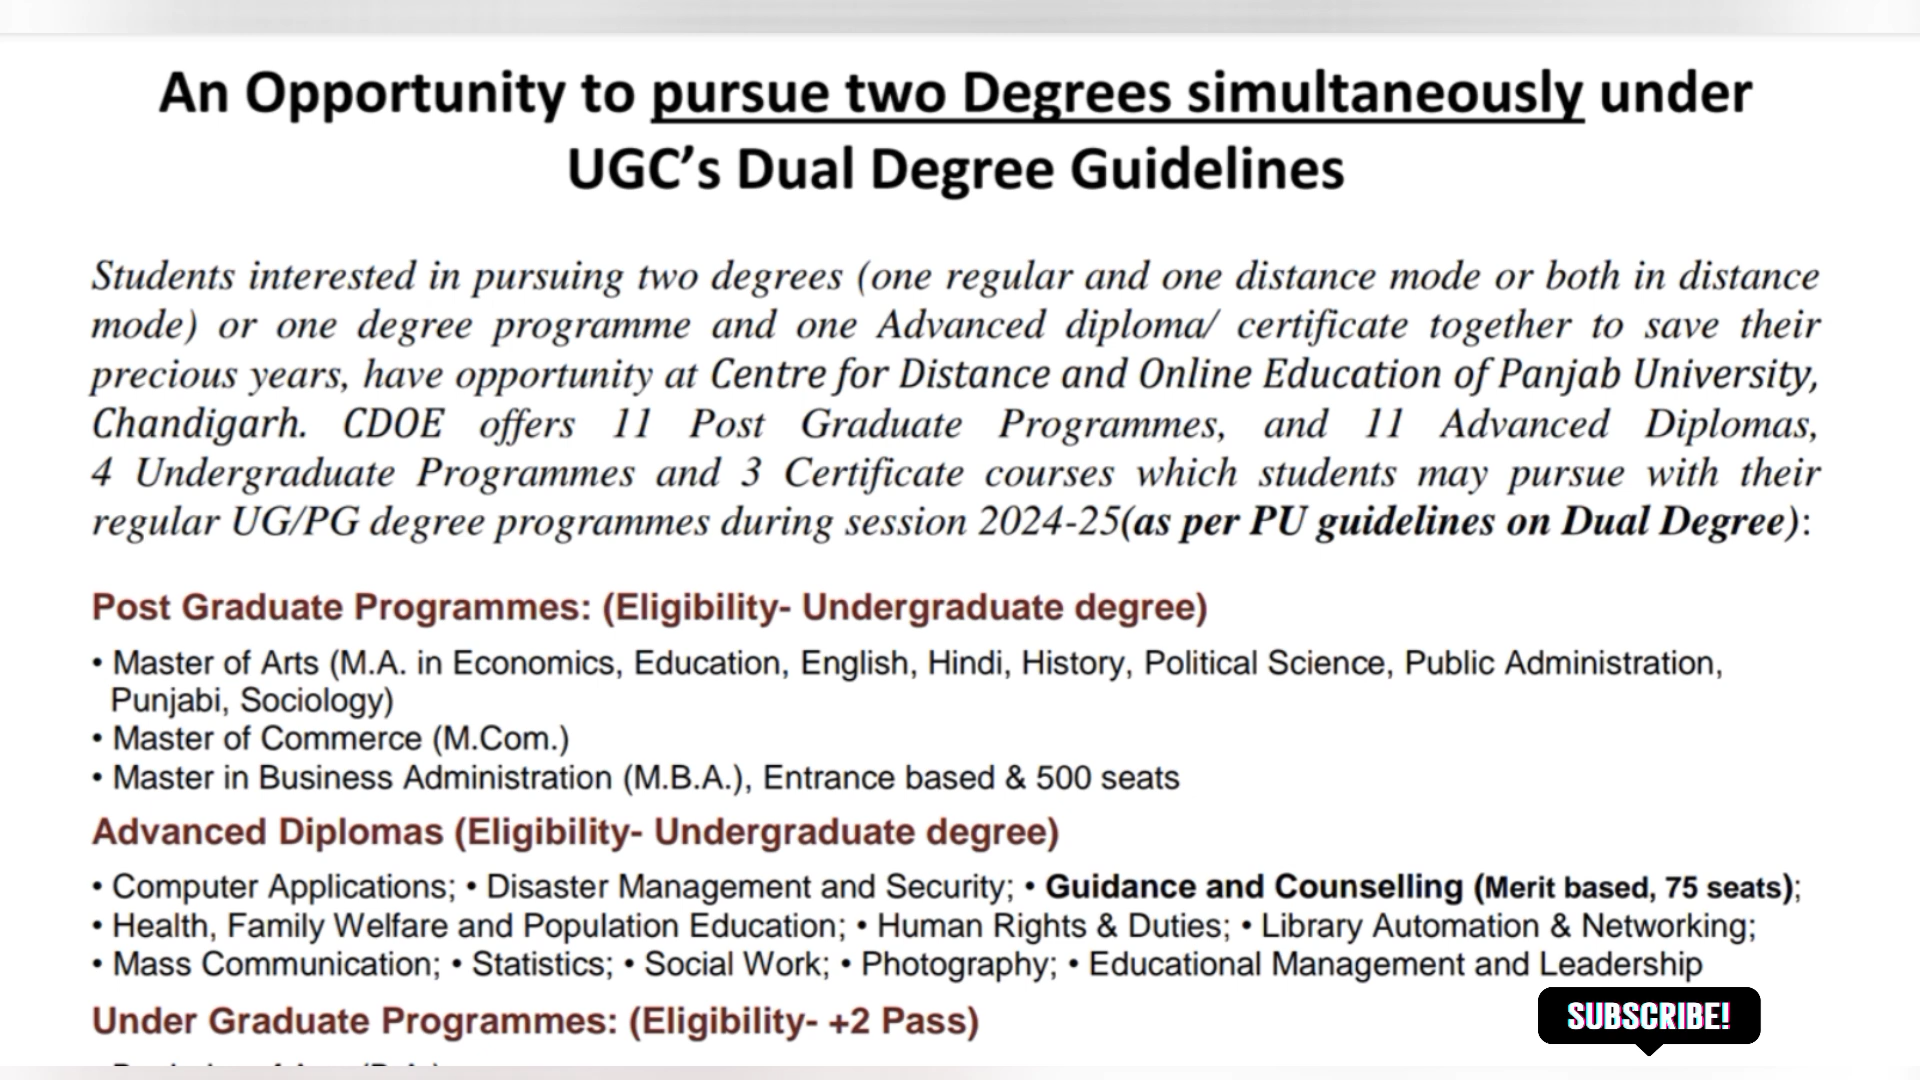 An Opportunity to pursue two Degrees simultaneously under
UGC’s Dual Degree Guidelines
Students interested in pursuing two degrees (one regular and one distance mode or both in distance
mode) or one degree programme and one Advanced diploma/ certificate together to save their
precious years, have opportunity at Centre for Distance and Online Education of Panjab University,
Chandigarh. CDOE offers 11 Post Graduate Programmes, and 11 Advanced Diplomas,
4 Undergraduate Programmes and 3 Certificate courses which students may pursue with their
regular UG/PG degree programmes during session 2024-25(as per PU guidelines on Dual Degree):
Post Graduate Programmes: (Eligibility- Undergraduate degree)
• Master of Arts (M.A. in Economics, Education, English, Hindi, History, Political Science, Public Administration,
Punjabi, Sociology)
• Master of Commerce (M.Com.)
• Master in Business Administration (M.B.A.), Entrance based & 500 seats
Advanced Diplomas (Eligibility- Undergraduate degree)
• Computer Applications; • Disaster Management and Security; • Guidance and Counselling (Merit based, 75 seats);
• Health, Family Welfare and Population Education; • Human Rights & Duties; • Library Automation & Networking;
• Mass Communication; • Statistics; • Social Work; • Photography; • Educational Management and Leadership
Under Graduate Programmes: (Eligibility- +2 Pass)
SUBSCRIBE!